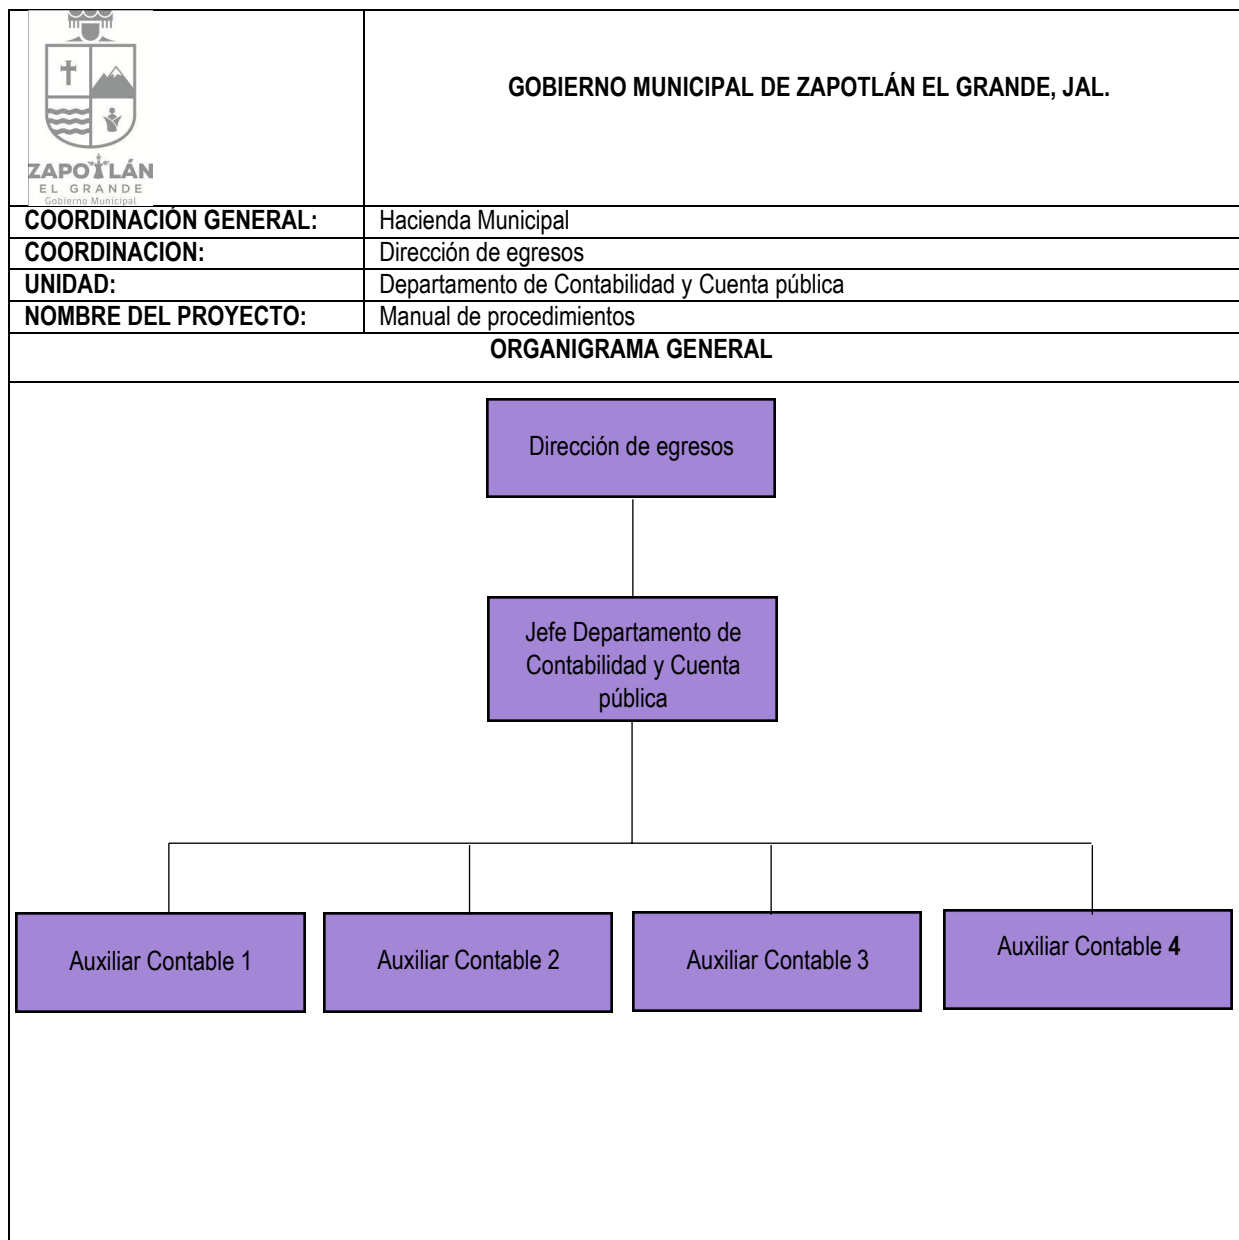 ZAPOTLÁN
EL GRANDE
Gobierno Municipal
GOBIERNO MUNICIPAL DE ZAPOTLÁN EL GRANDE, JAL.
COORDINACIÓN GENERAL: Hacienda Municipal
COORDINACION: Dirección de egresos
UNIDAD: Departamento de Contabilidad y Cuenta pública
NOMBRE DEL PROYECTO: Manual de procedimientos
ORGANIGRAMA GENERAL
Dirección de egresos
Jefe Departamento de
Contabilidad y Cuenta
pública
Auxiliar Contable 1
Auxiliar Contable 2
Auxiliar Contable 3
Auxiliar Contable 4